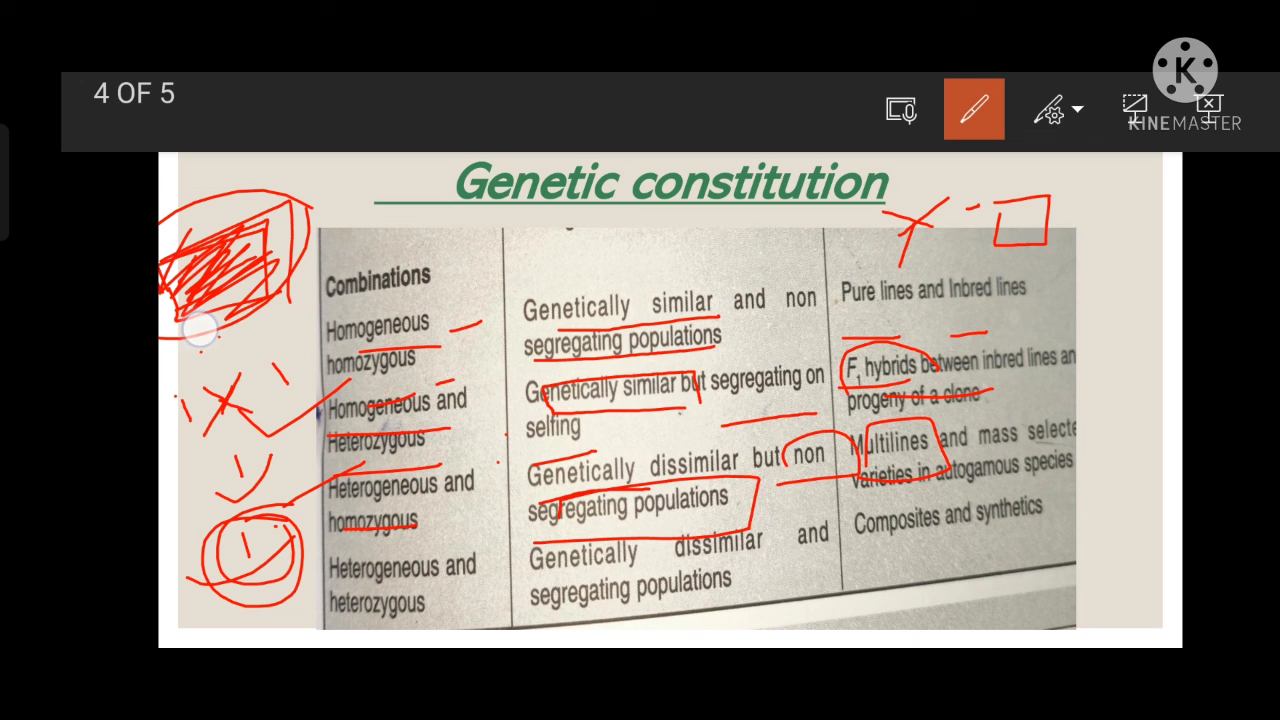 4 OF 5
K
KINEMASTER
Genetic constitution
Combinations
Homogeneous
homozygous
Genetically similar and non
segregating populations
Pure lines and Inbred lines
Homogeneous and
Heterozygous
Genetically similar but segregating on
selfing
F1 hybrids between inbred lines an
progeny of a clone
Heterogeneous and
homozygous
Genetically dissimilar but non
segregating populations
Multilines and mass selecte
varieties in autogamous species
Heterogeneous and
heterozygous
Genetically dissimilar and
segregating populations
Composites and synthetics